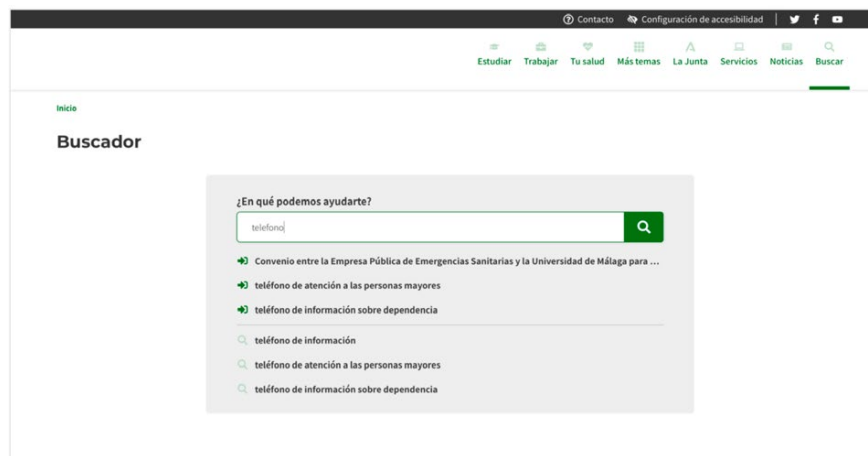 Contacto Configuración de accesibilidad
Estudiar Trabajar Tu salud Más temas La Junta Servicios Noticias Buscar
Inicio
Buscador
¿En qué podemos ayudarte?
telefono
Convenio entre la Empresa Pública de Emergencias Sanitarias y la Universidad de Málaga para ...
teléfono de atención a las personas mayores
teléfono de información sobre dependencia
teléfono de información
teléfono de atención a las personas mayores
teléfono de información sobre dependencia